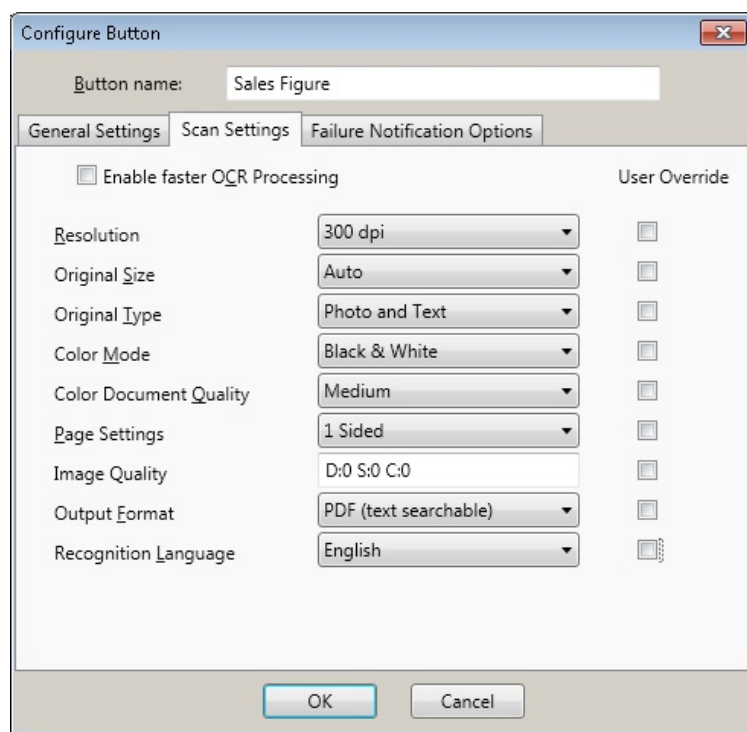 Configure Button
Button name: Sales Figure
General Settings Scan Settings Failure Notification Options
Enable faster OCR Processing User Override
Resolution 300 dpi
Original Size Auto
Original Type Photo and Text
Color Mode Black & White
Color Document Quality Medium
Page Settings 1 Sided
Image Quality D:0 S:0 C:0
Output Format PDF (text searchable)
Recognition Language English
OK Cancel